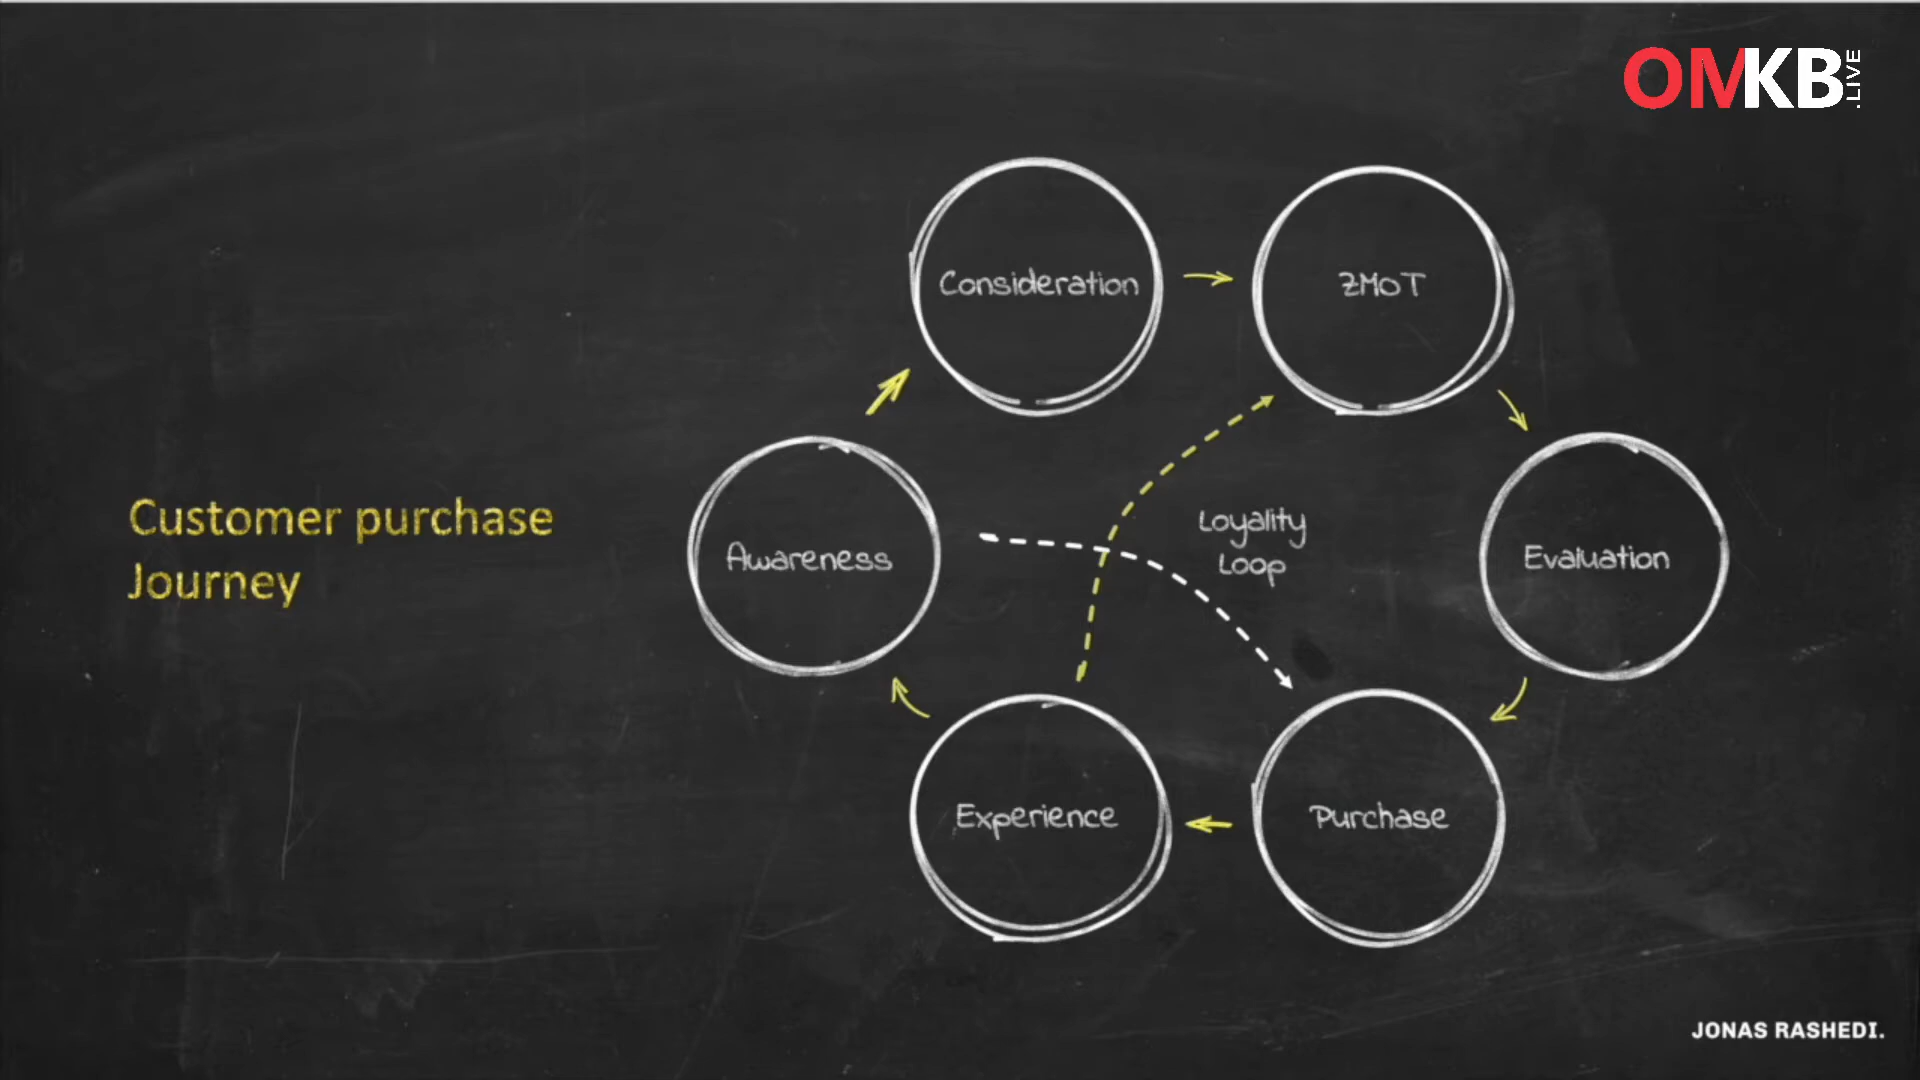 OMKB.LIVE
Consideration
ZMOT
Customer purchase
Journey
Awareness
Loyality
Loop
Evaluation
Experience
Purchase
JONAS RASHEDI.